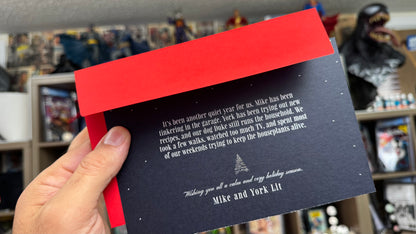 It's been another quiet year for us. Mike has been
tinkering in the garage, York has been trying out new
recipes, and our dog Duke still runs the household. We
took a few walks, watched too much TV, and spent most
of our weekends trying to keep the houseplants alive.
Wishing you all a calm and cozy holiday season.
Mike and York Lit